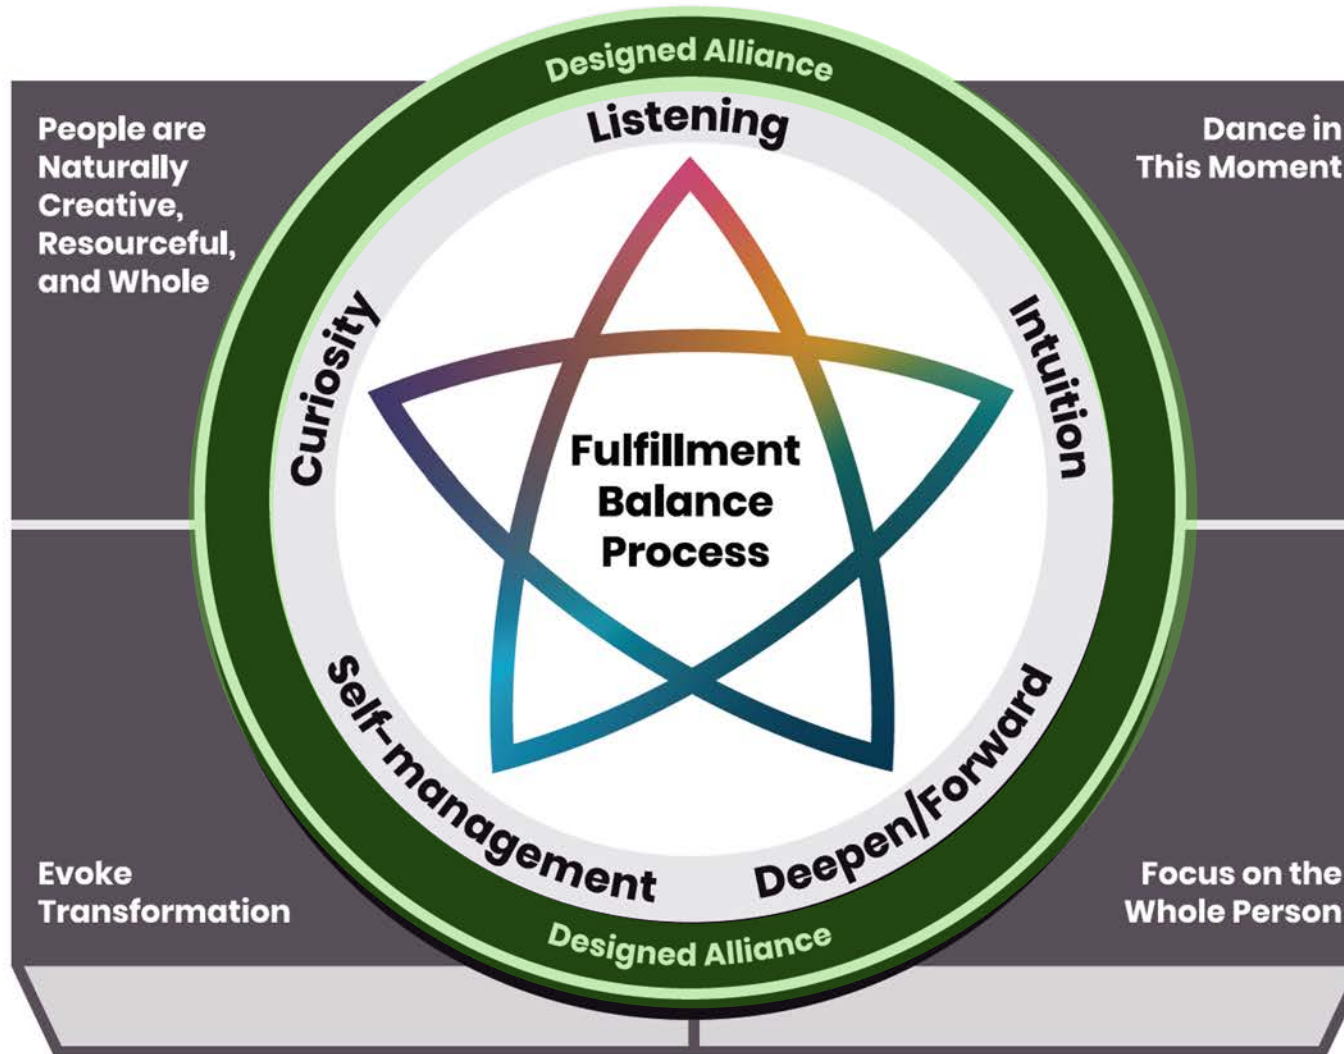 Designed Alliance
Listening
People are
Naturally
Creative,
Resourceful,
and Whole
Dance in
This Moment
Curiosity
Intuition
Fulfillment
Balance
Process
Self-management
Deepen/Forward
Evoke
Transformation
Focus on the
Whole Person
Designed Alliance